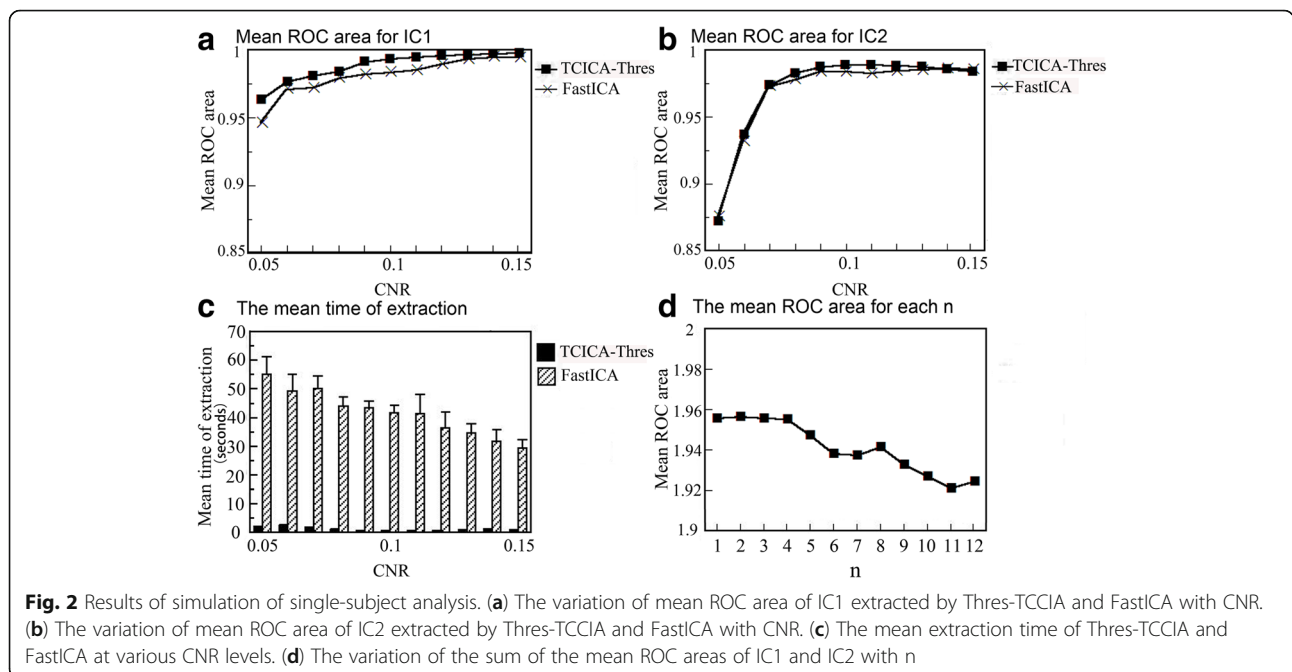 a Mean ROC area for IC1
1
0.95
0.9
0.85
Mean ROC area
0.05 0.1 0.15
CNR
TCICA-Thres
FastICA
b Mean ROC area for IC2
1
0.95
0.9
0.85
Mean ROC area
0.05 0.1 0.15
CNR
TCICA-Thres
FastICA
c The mean time of extraction
70
60
50
40
30
20
10
0
Mean time of extraction
(seconds)
0.05 0.1 0.15
CNR
TCICA-Thres
FastICA
d The mean ROC area for each n
2
1.98
1.96
1.94
1.92
1.9
Mean ROC area
1 2 3 4 5 6 7 8 9 10 11 12
n
Fig. 2 Results of simulation of single-subject analysis. (a) The variation of mean ROC area of IC1 extracted by Thres-TCCIA and FastICA with CNR.
(b) The variation of mean ROC area of IC2 extracted by Thres-TCCIA and FastICA with CNR. (c) The mean extraction time of Thres-TCCIA and
FastICA at various CNR levels. (d) The variation of the sum of the mean ROC areas of IC1 and IC2 with n